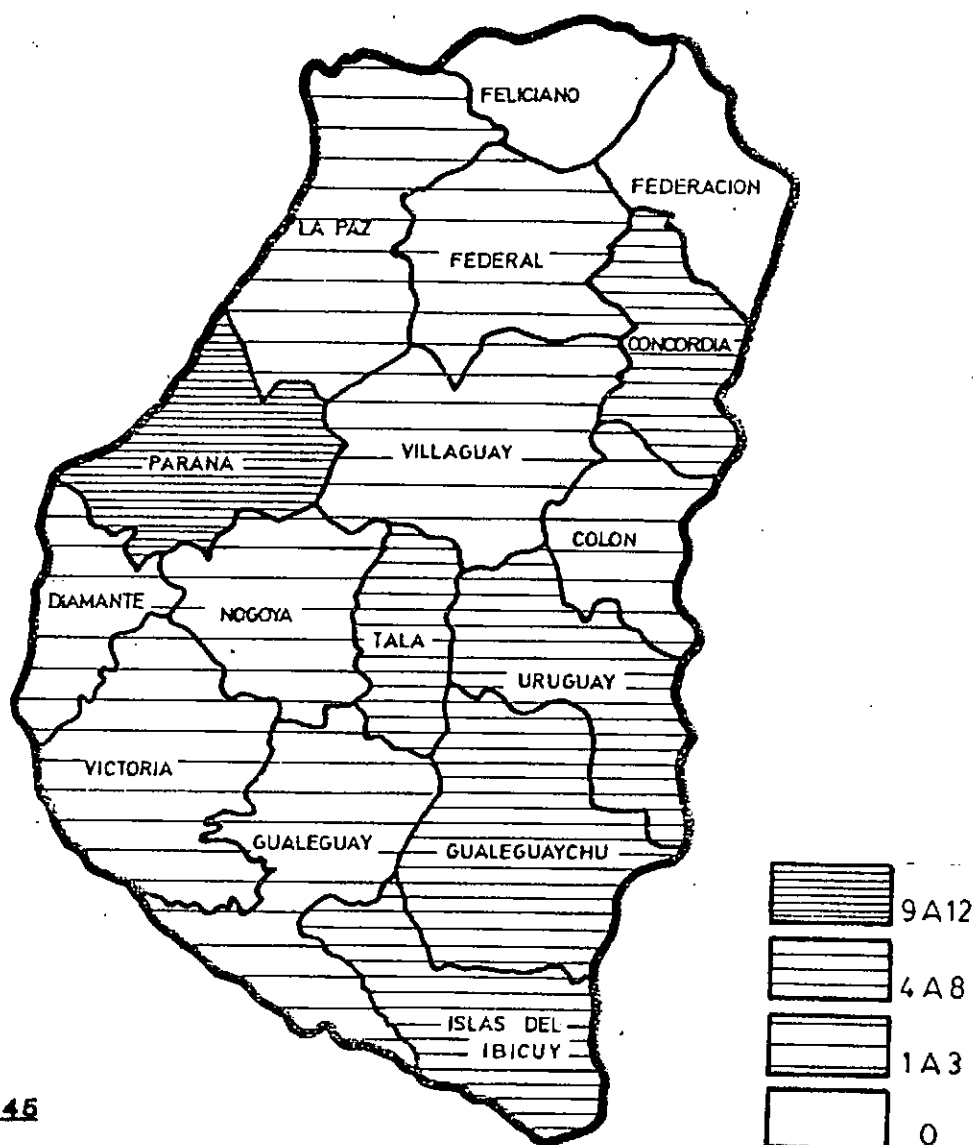 FELICIANO
FEDERACION
LA PAZ
FEDERAL
CONCORDIA
PARANA
VILLAGUAY
COLON
DIAMANTE
NOGOYA
TALA
URUGUAY
VICTORIA
GUALEGUAY
GUALEGUAYCHU
ISLAS DEL
IBICUY
9 A 12
4 A 8
1 A 3
0
45